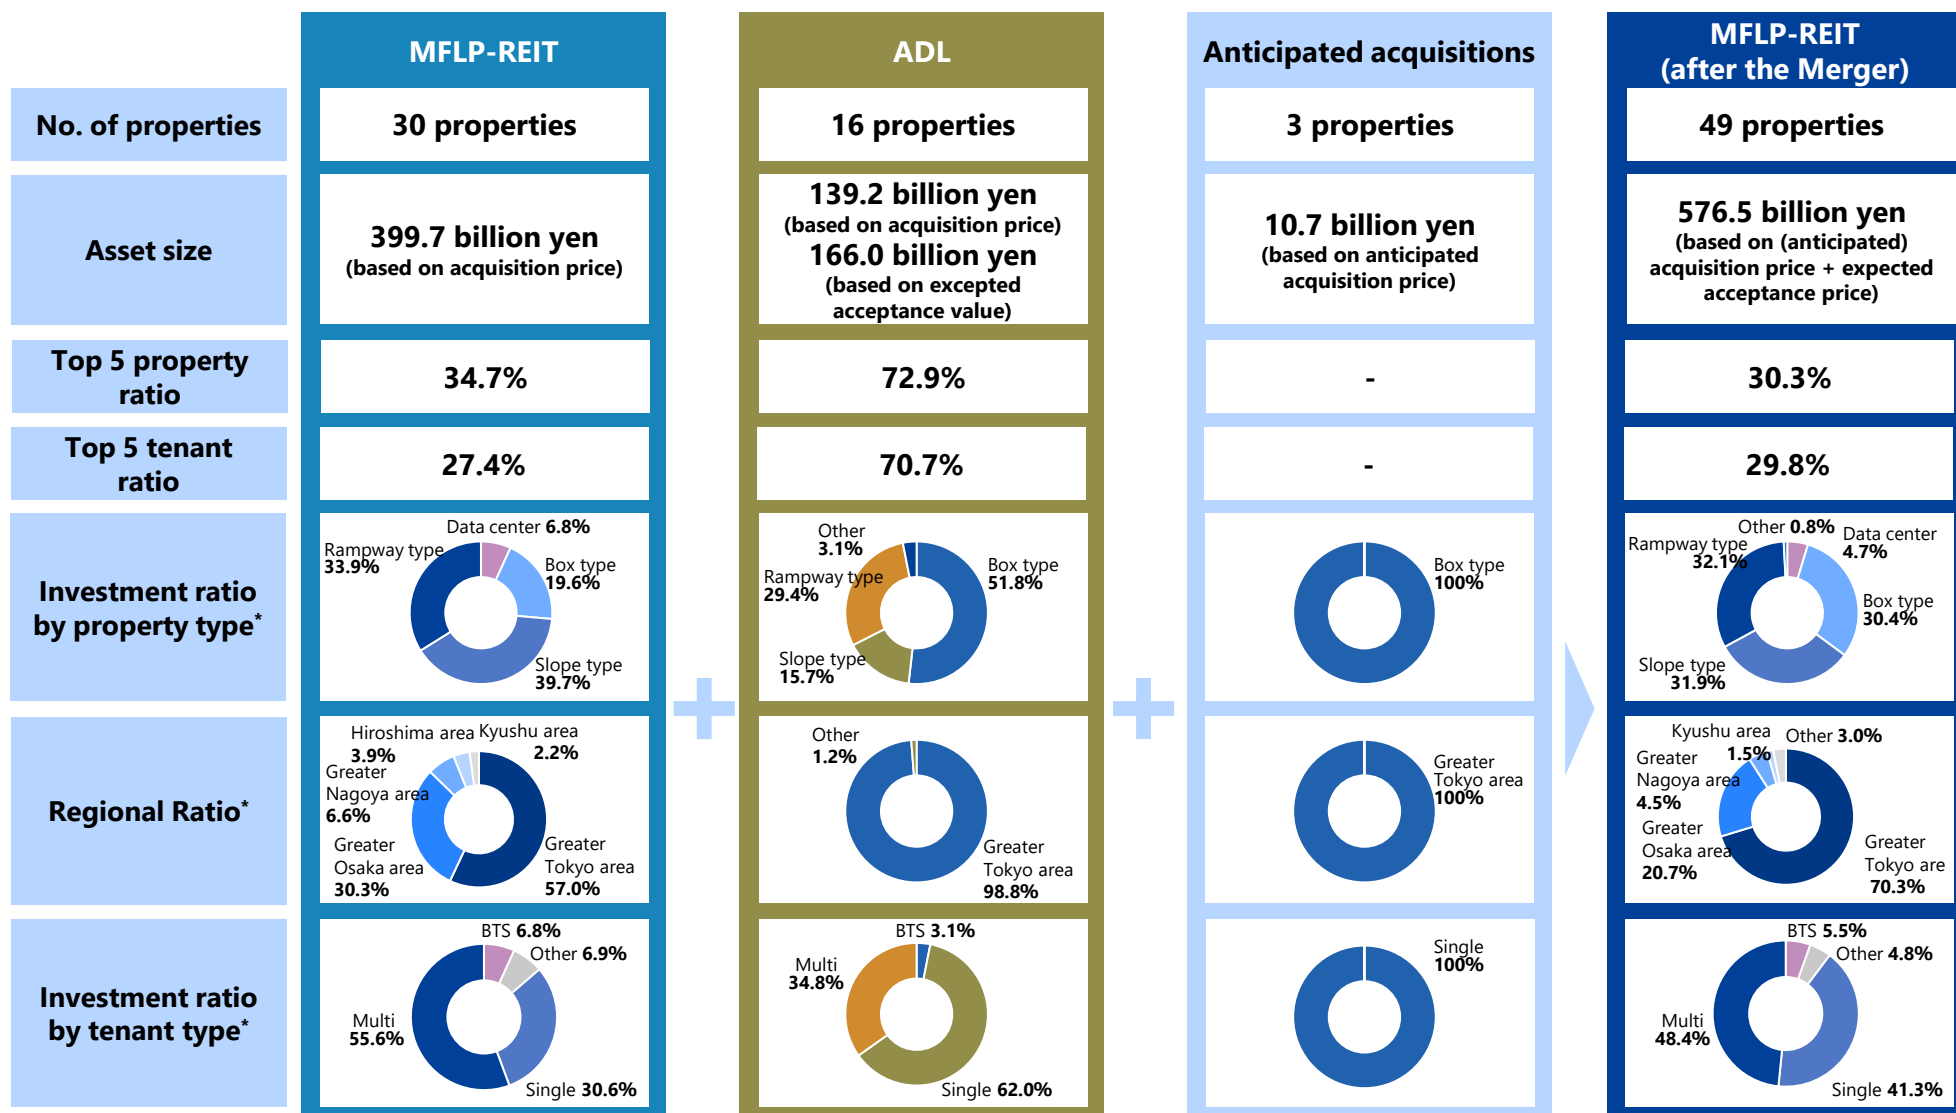 MFLP-REIT
ADL
Anticipated acquisitions
MFLP-REIT
(after the Merger)
No. of properties
30 properties
16 properties
3 properties
49 properties
Asset size
399.7 billion yen
(based on acquisition price)
139.2 billion yen
(based on acquisition price)
166.0 billion yen
(based on excepted
acceptance value)
10.7 billion yen
(based on anticipated
acquisition price)
576.5 billion yen
(based on (anticipated)
acquisition price + expected
acceptance price)
Top 5 property
ratio
34.7%
72.9%
-
30.3%
Top 5 tenant
ratio
27.4%
70.7%
-
29.8%
Investment ratio
by property type*
Data center 6.8%
Rampway type
33.9%
Box type
19.6%
Slope type
39.7%
Other
3.1%
Box type
51.8%
Rampway type
29.4%
Slope type
15.7%
Box type
100%
Other 0.8%
Data center
4.7%
Rampway type
32.1%
Box type
30.4%
Slope type
31.9%
Regional Ratio*
Hiroshima area
3.9%
Kyushu area
2.2%
Greater
Nagoya area
6.6%
Greater
Osaka area
30.3%
Greater
Tokyo area
57.0%
Other
1.2%
Greater
Tokyo area
98.8%
Greater
Tokyo area
100%
Kyushu area
1.5%
Other 3.0%
Greater
Nagoya area
4.5%
Greater
Osaka area
20.7%
Greater
Tokyo are
70.3%
Investment ratio
by tenant type*
BTS 6.8%
Other 6.9%
Multi
55.6%
Single 30.6%
BTS 3.1%
Multi
34.8%
Single 62.0%
Single
100%
BTS 5.5%
Other 4.8%
Multi
48.4%
Single 41.3%